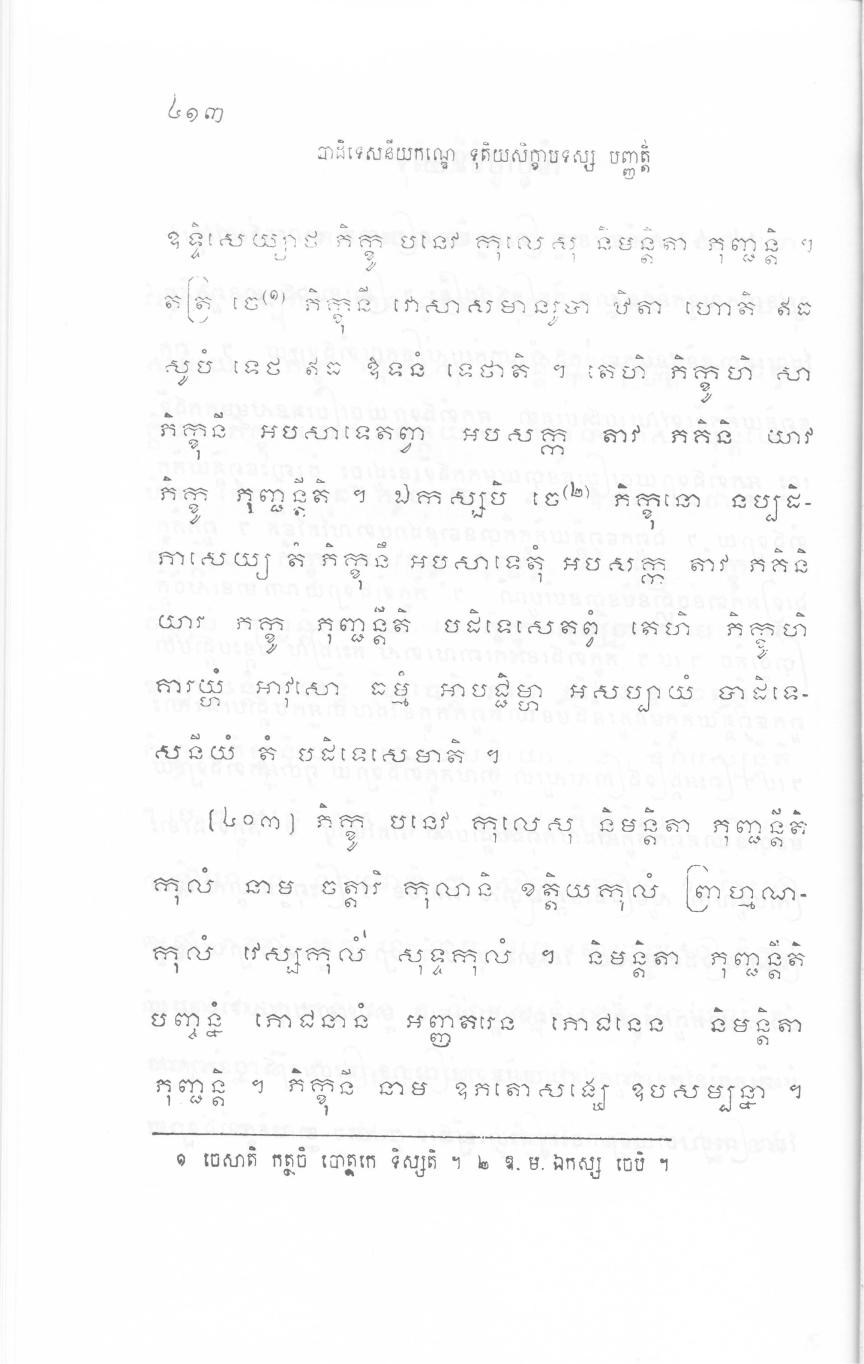 ៤១៣
បាដិទេសនីយកណ្ឌេ ទុតិយសិក្ខាបទស្ស បញ្ញត្តិ
ឧទ្ទិសេយ្យាថ ភិក្ខូ បនេវ កុលេសុ និមន្តិតា ភុញ្ជន្តិ ។
តត្រ ចេ(១) ភិក្ខុនី វោសាសមានរូបា ឋិតា ហោតិ ឥធ
សូបំ ទេថ ឥធ ឱទនំ ទេថាតិ ។ តេហិ ភិក្ខូហិ សា
ភិក្ខុនី អបសាទេតព្វា អបសក្ក តាវ ភគិនិ យាវ
ភិក្ខូ ភុញ្ជន្តីតិ ។ ឯកស្សបិ ចេ(២) ភិក្ខុនោ នប្បដិ-
ភាសេយ្យ តំ ភិក្ខុនឹ អបសាទេតុំ អបសក្ក តាវ ភគិនិ
យាវ ភក្ខូ ភុញ្ជន្តីតិ បដិទេសេតព្វំ តេហិ ភិក្ខូហិ
គារយ្ហំ អាវុសោ ធម្មំ អាបជ្ជិម្ហា អសប្បាយំ បាដិទេ-
សនីយំ តំ បដិទេសេមាតិ ។
[៤០៣] ភិក្ខូ បនេវ កុលេសុ និមន្តិតា ភុញ្ជន្តីតិ
កុលំ នាម ចត្តារិ កុលានិ ខត្តិយកុលំ ព្រាហ្មណ-
កុលំ វេស្សកុលំ សុទ្ទកុលំ ។ និមន្តិតា ភុញ្ជន្តីតិ
បញ្ចន្នំ ភោជនានំ អញ្ញតរេន ភោជនេន និមន្តិតា
ភុញ្ជន្តិ ។ ភិក្ខុនី នាម ឧភតោសង្ឃេ ឧបសម្បន្នា ។
១ ចេសាតិ កត្ថចិ បោត្ថកេ ទិស្សតិ ។ ២ ឱ. ម. ឯកស្ស ចេបិ ។